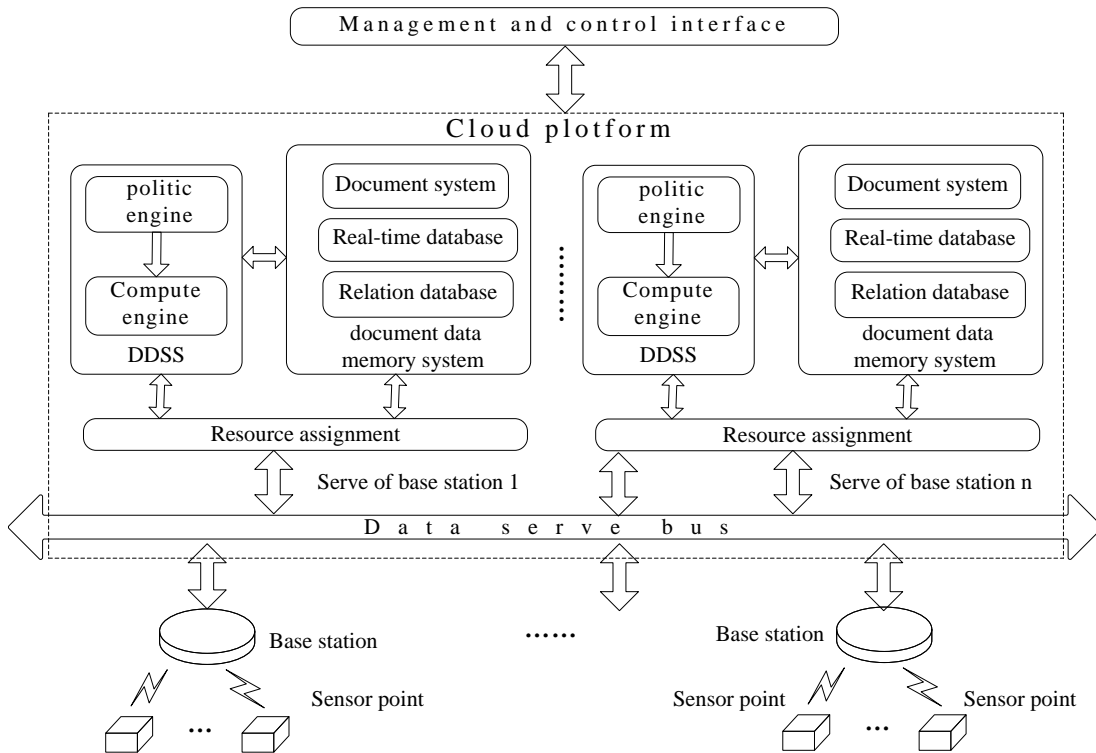 Management and control interface
Cloud plotform
politic
engine
Compute
engine
DDSS
Document system
Real-time database
Relation database
document data
memory system
politic
engine
Compute
engine
DDSS
Document system
Real-time database
Relation database
document data
memory system
Resource assignment
Resource assignment
Serve of base station 1
Serve of base station n
Data serve bus
Base station
......
Base station
Sensor point
Sensor point
Sensor point
...
...